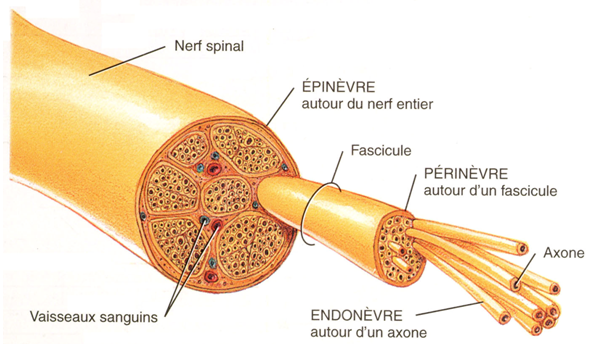 Nerf spinal
ÉPINÈVRE
autour du nerf entier
Fascicule
PÉRINÈVRE
autour d'un fascicule
Axone
Vaisseaux sanguins
ENDONÈVRE
autour d'un axone